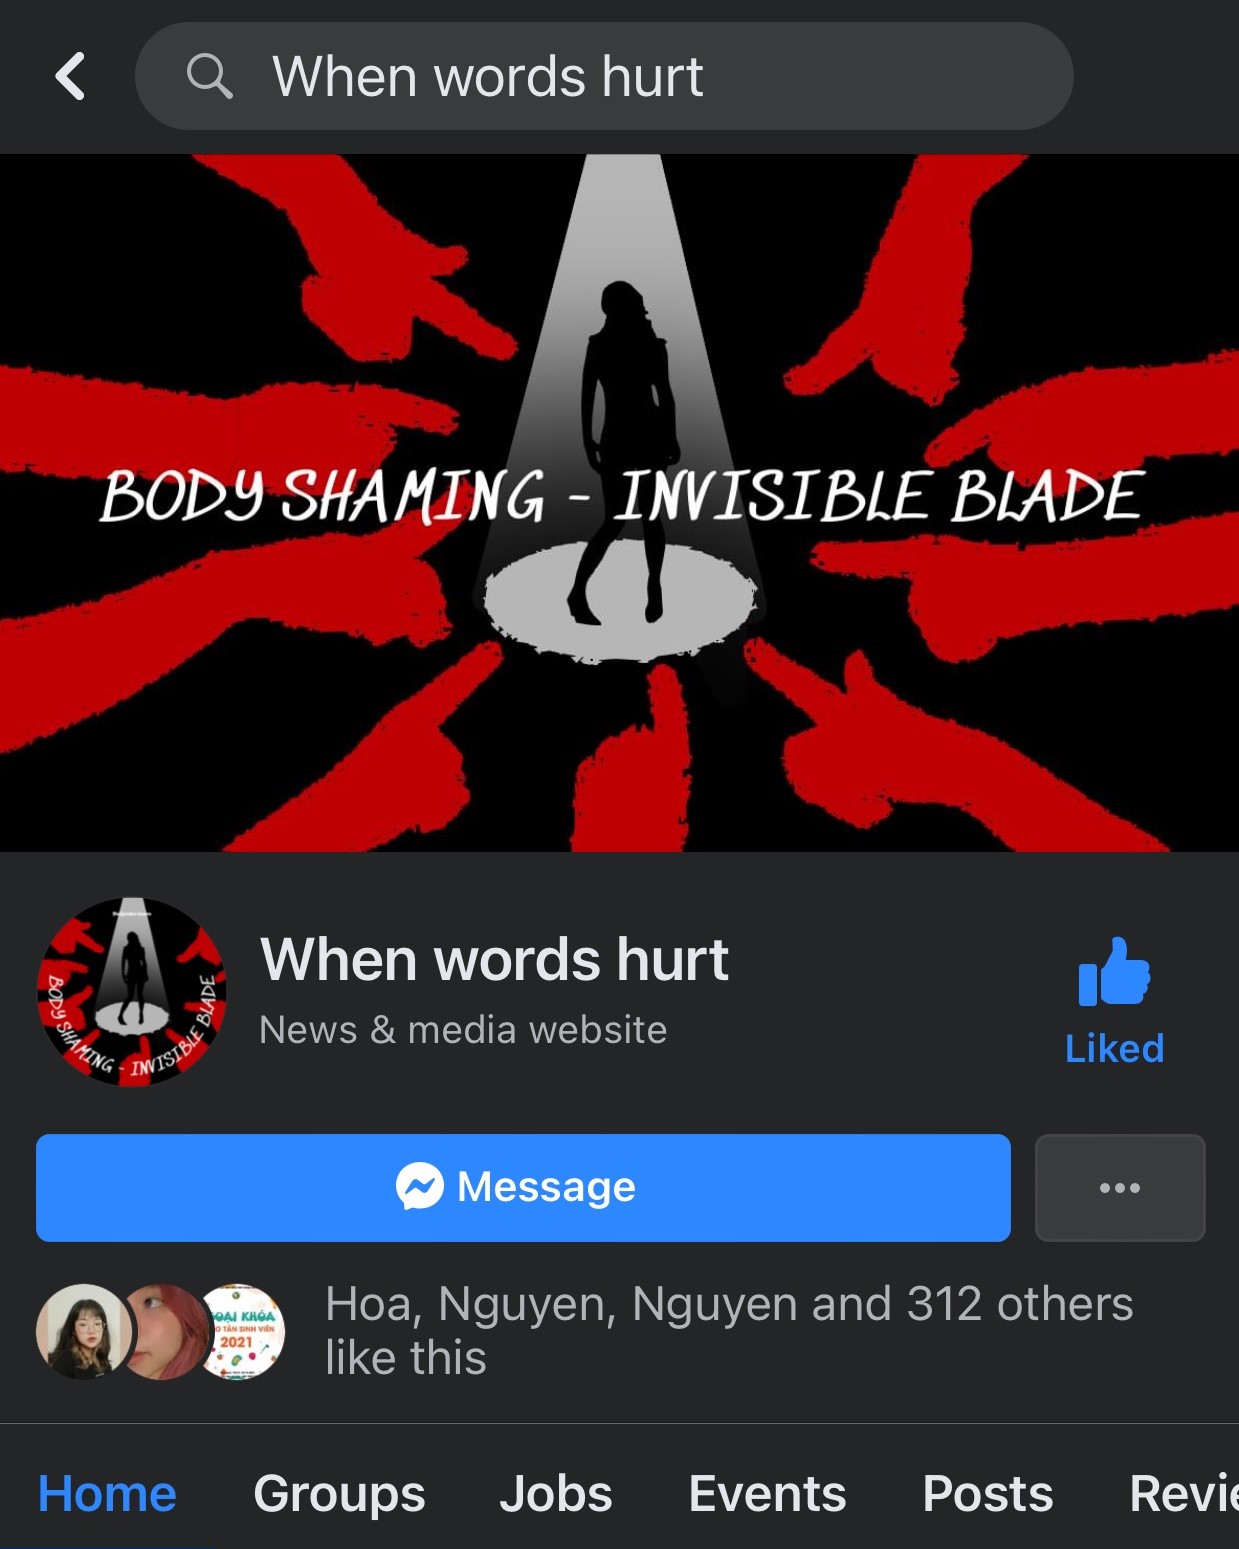 When words hurt
BODY SHAMING - INVISIBLE BLADE
BODY SHAMING - INVISIBLE BLADE
When words hurt
News & media website
Liked
Message
Hoa, Nguyen, Nguyen and 312 others
like this
OẠI KHÓA
O TÂN SINH VIÊN
2021
Home Groups Jobs Events Posts Revie